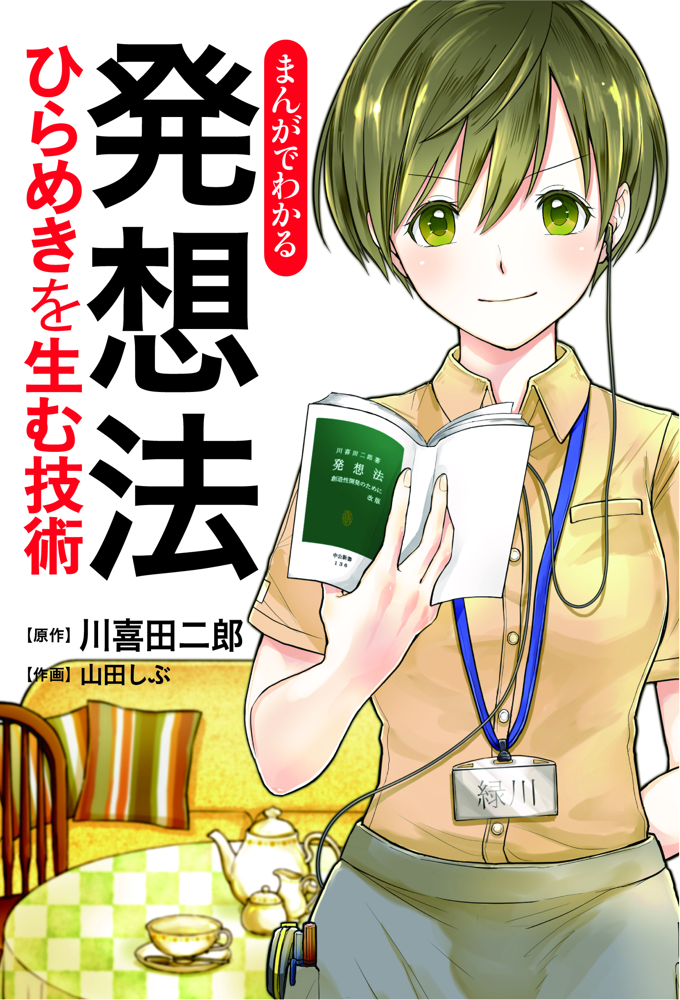 まんがでわかる
発想法
ひらめきを生む技術
【原作】川喜田二郎
【作画】山田しぶ
川喜田二郎著
発想法
創造性開発のために
改版
中公新書
136
緑川